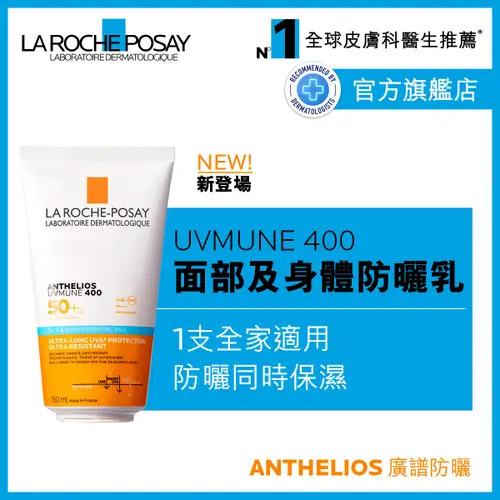 LA ROCHE-POSAY
LABORATOIRE DERMATOLOGIQUE
Nº1 全球皮膚科醫生推薦*
RECOMMENDED BY
DERMATOLOGISTS
官方旗艦店
NEW!
新登場
UVMUNE 400
面部及身體防曬乳
1支全家適用
防曬同時保濕
ANTHELIOS 廣譜防曬
LA ROCHE-POSAY
LABORATOIRE DERMATOLOGIQUE
ANTHELIOS
UVMUNE 400
50+
FACE & BODY HYDRATING MILK
ULTRA-LONG UVA* PROTECTION
ULTRA RESISTANT
150 ml Made in France